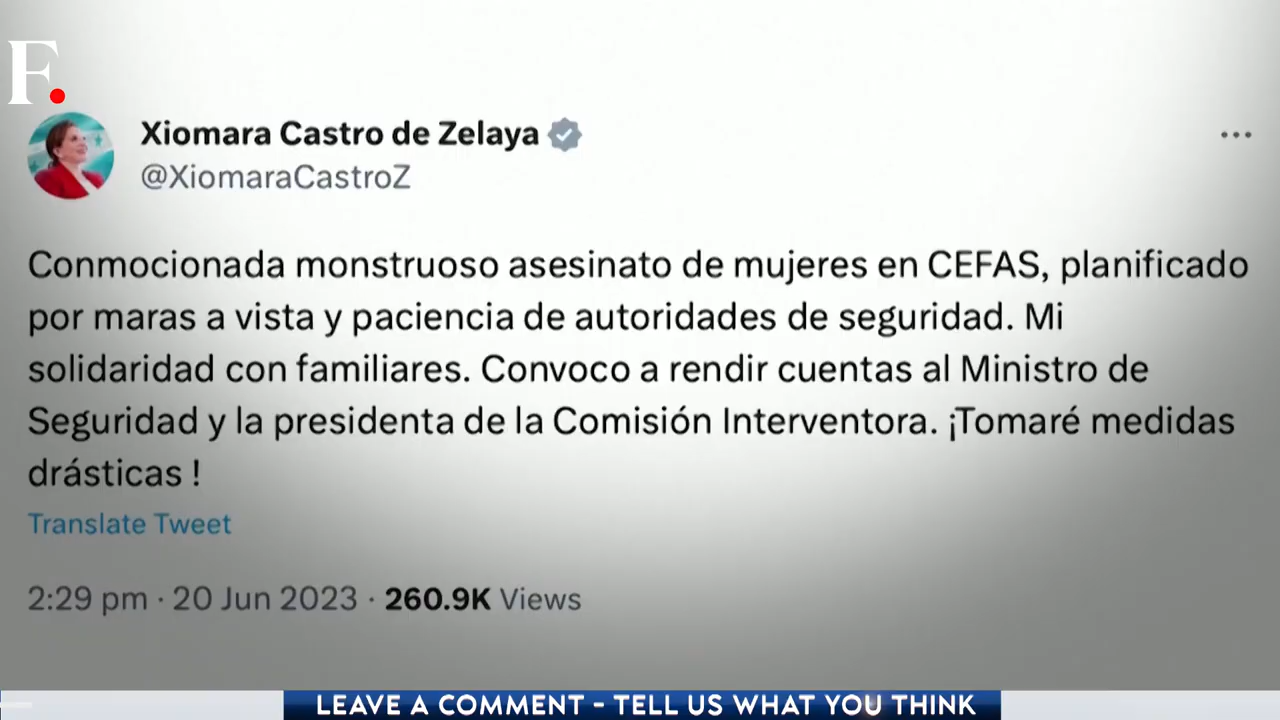 F.
Xiomara Castro de Zelaya
@XiomaraCastroZ
Conmocionada monstruoso asesinato de mujeres en CEFAS, planificado
por maras a vista y paciencia de autoridades de seguridad. Mi
solidaridad con familiares. Convoco a rendir cuentas al Ministro de
Seguridad y la presidenta de la Comisión Interventora. ¡Tomaré medidas
drásticas !
Translate Tweet
2:29 pm · 20 Jun 2023 · 260.9K Views
LEAVE A COMMENT - TELL US WHAT YOU THINK